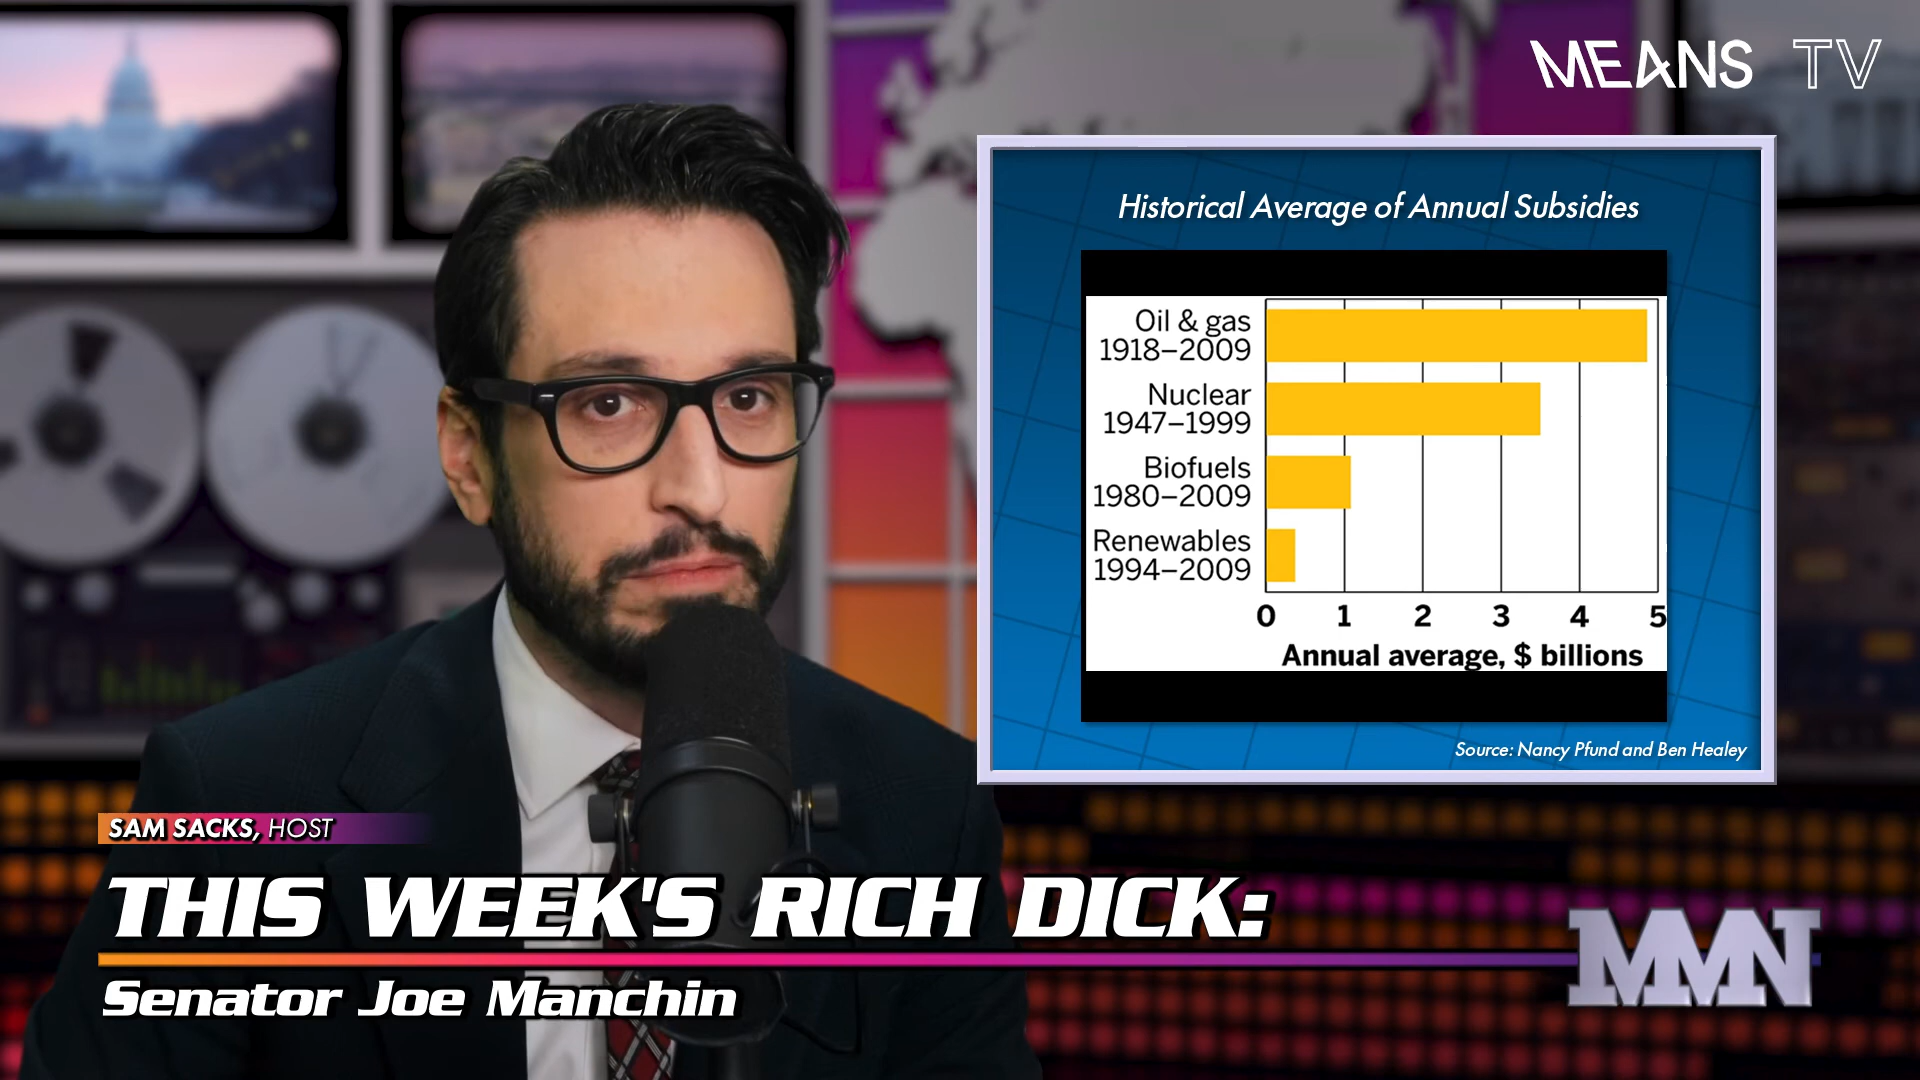 MEANS TV
Historical Average of Annual Subsidies
Oil & gas
1918–2009
Nuclear
1947–1999
Biofuels
1980–2009
Renewables
1994–2009
0 1 2 3 4 5
Annual average, $ billions
Source: Nancy Pfund and Ben Healey
SAM SACKS, HOST
THIS WEEK'S RICH DICK:
Senator Joe Manchin
MMN